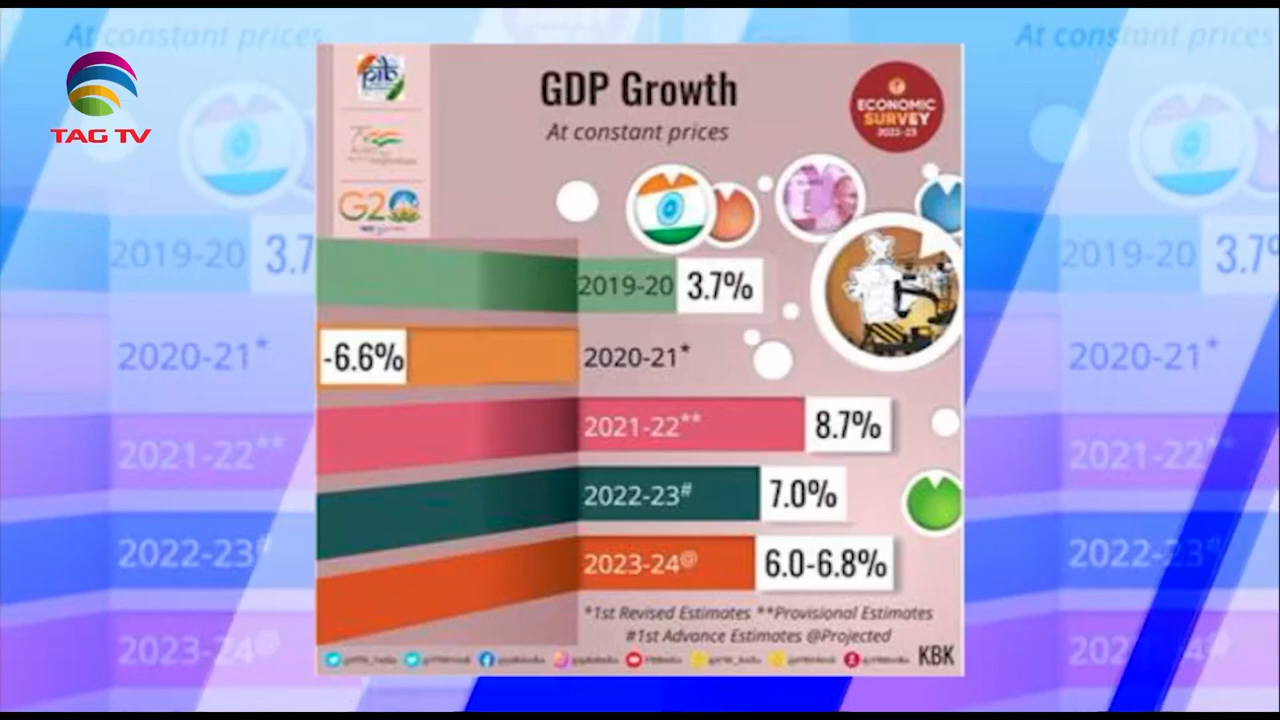 At constant prices
At constant prices
TAG TV
pib
GDP Growth
At constant prices
ECONOMIC
SURVEY
2022-23
G20
2019-20 3.7
2019-20 3.7%
2019-20 3.7%
-6.6% 2020-21*
2020-21*
2020-21*
2021-22** 8.7%
2021-22**
2021-22**
2022-23# 7.0%
2022-23#
2022-23#
2023-24@ 6.0-6.8%
2023-24@
*1st Revised Estimates **Provisional Estimates
#1st Advance Estimates @Projected
KBK